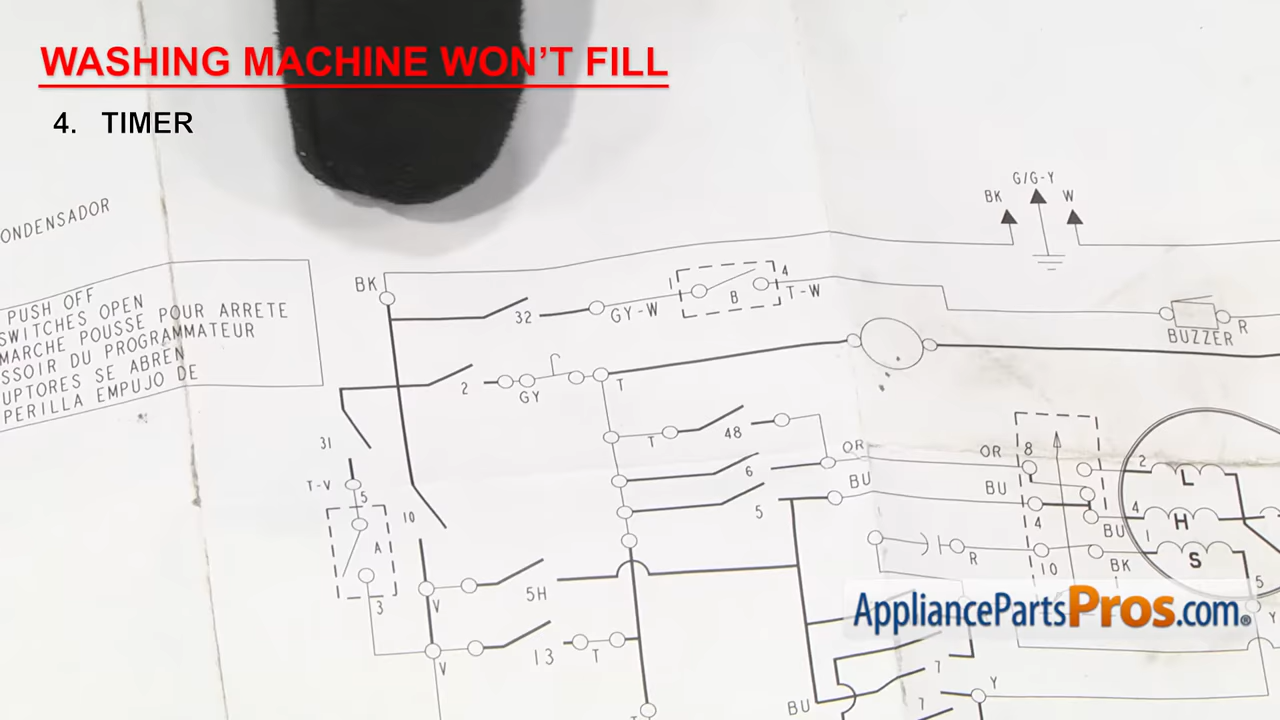 WASHING MACHINE WON'T FILL
4. TIMER
ONDENSADOR
PUSH OFF
SWITCHES OPEN
MARCHE POUSSE POUR ARRETE
SSOIR DU PROGRAMMATEUR
UPTORES SE ABREN
PERILLA EMPUJO DE
BK G/G-Y W
BK
32 GY-W 1 B 4 T-W
BUZZER R
2 GY T
31
T-V 5
A
3
10
T 48
6 OR
5 BU
OR 8
BU 4
10
R
2 L
4 H
BU
1 S
BK
5
Y
V 5H
V 13 T
7
7 Y
BU
AppliancePartsPros.com®